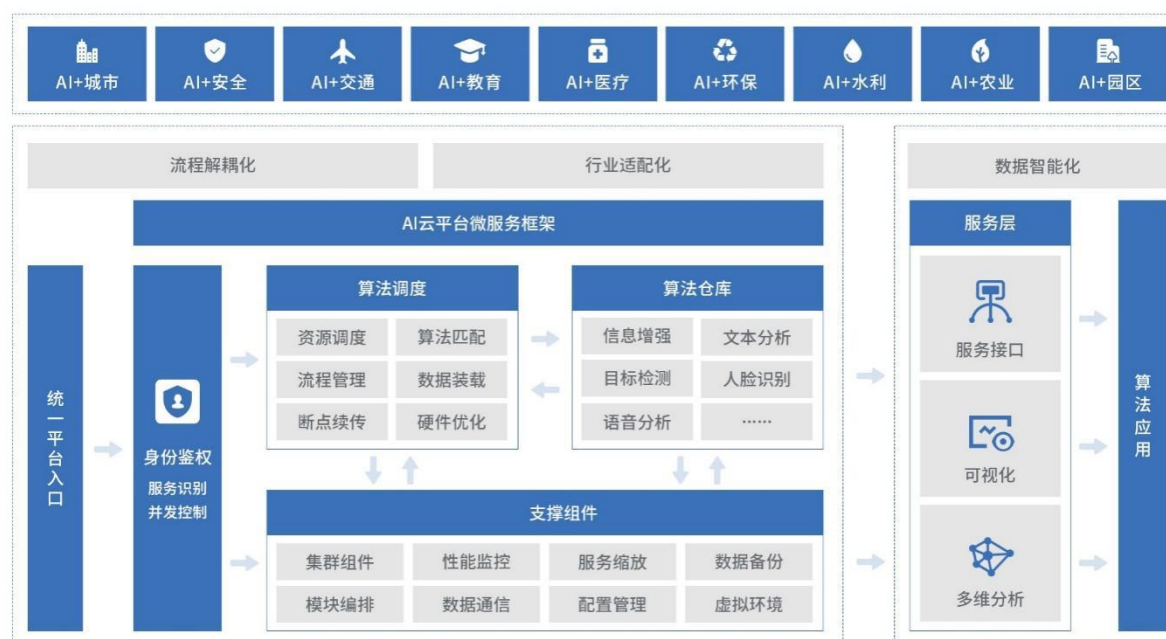 AI+城市
AI+安全
AI+交通
AI+教育
AI+医疗
AI+环保
AI+水利
AI+农业
AI+园区
流程解耦化
行业适配化
数据智能化
AI云平台微服务框架
统一平台入口
身份鉴权
服务识别
并发控制
算法调度
资源调度
算法匹配
流程管理
数据装载
断点续传
硬件优化
算法仓库
信息增强
文本分析
目标检测
人脸识别
语音分析
……
支撑组件
集群组件
性能监控
服务缩放
数据备份
模块编排
数据通信
配置管理
虚拟环境
服务层
服务接口
可视化
多维分析
算法应用